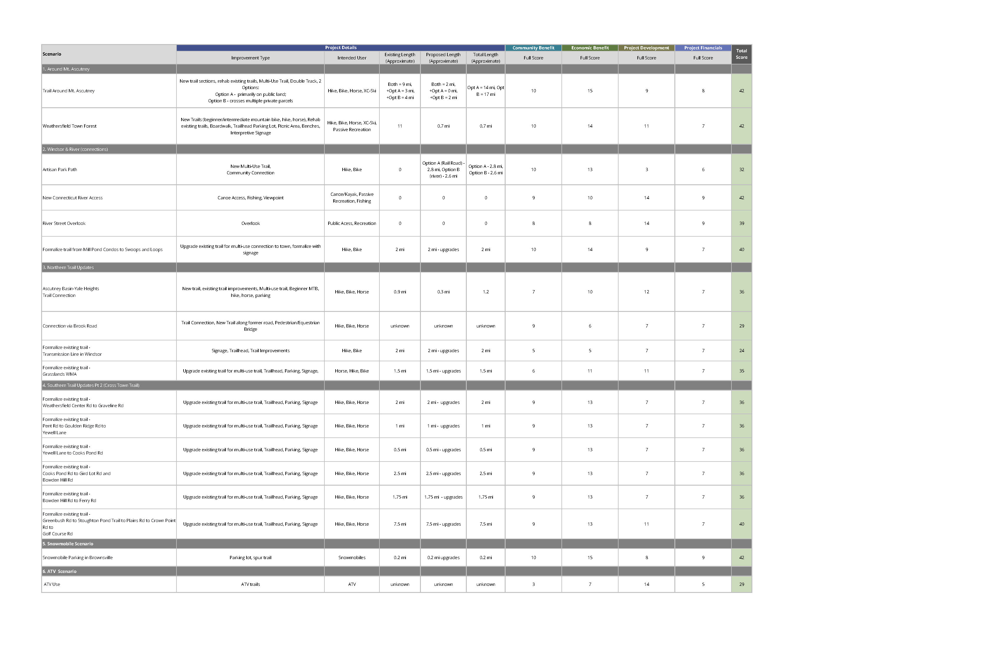 Scenario
Project Details
Community Benefit
Economic Benefit
Project Development
Project Financials
Total
Score
Improvement Type
Intended User
Existing Length
(Approximate)
Proposed Length
(Approximate)
Total Length
(Approximate)
Full Score
Full Score
Full Score
Full Score
1. Around Mt. Ascutney
Trail Around Mt. Ascutney
New trail sections, rehab existing trails, Multi-Use Trail, Double Track, 2
Options:
Option A - primarily on public land;
Option B - crosses multiple private parcels
Hike, Bike, Horse, XC-Ski
Both = 9 mi,
+Opt A = 3 mi,
+Opt B = 4 mi
Both = 2 mi,
+Opt A = 0 mi,
+Opt B = 2 mi
Opt A = 14 mi, Opt
B = 17 mi
10
15
9
8
42
Weathersfield Town Forest
New Trails (beginner/intermediate mountain bike, hike, horse), Rehab
existing trails, Boardwalk, Trailhead Parking Lot, Picnic Area, Benches,
Interpretive Signage
Hike, Bike, Horse, XC-Ski,
Passive Recreation
11
0.7 mi
0.7 mi
10
14
11
7
42
2. Windsor & River (connections)
Artisan Park Path
New Multi-Use Trail,
Community Connection
Hike, Bike
0
Option A (Rail Road) -
2.8 mi, Option B
(river) - 2.6 mi
Option A - 2.8 mi,
Option B - 2.6 mi
10
13
3
6
32
New Connecticut River Access
Canoe Access, Fishing, Viewpoint
Canoe/Kayak, Passive
Recreation, Fishing
0
0
0
9
10
14
9
42
River Street Overlook
Overlook
Public Acess, Recreation
0
0
0
8
8
14
9
39
Formalize trail from Mill Pond Condos to Swoops and Loops
Upgrade existing trail for multi-use connection to town, formalize with
signage
Hike, Bike
2 mi
2 mi - upgrades
2 mi
10
14
9
7
40
3. Northern Trail Updates
Ascutney Basin-Yale Heights
Trail Connection
New trail, existing trail improvements, Multi-use trail, Beginner MTB,
hike, horse, parking
Hike, Bike, Horse
0.9 mi
0.3 mi
1.2
7
10
12
7
36
Connection via Brook Road
Trail Connection, New Trail along former road, Pedestrian/Equestrian
Bridge
Hike, Bike, Horse
unknown
unknown
unknown
9
6
7
7
29
Formalize existing trail -
Transmission Line in Windsor
Signage, Trailhead, Trail Improvements
Hike, Bike
2 mi
2 mi - upgrades
2 mi
5
5
7
7
24
Formalize existing trail -
Grasslands WMA
Upgrade existing trail for multi-use trail, Trailhead, Parking, Signage,
Horse, Hike, Bike
1.5 mi
1.5 mi - upgrades
1.5 mi
6
11
11
7
35
4. Southern Trail Updates Pt 2 (Cross Town Trail)
Formalize existing trail -
Weathersfield Center Rd to Graveline Rd
Upgrade existing trail for multi-use trail, Trailhead, Parking, Signage
Hike, Bike, Horse
2 mi
2 mi - upgrades
2 mi
9
13
7
7
36
Formalize existing trail -
Pent Rd to Goulden Ridge Rd to
Yewell Lane
Upgrade existing trail for multi-use trail, Trailhead, Parking, Signage
Hike, Bike, Horse
1 mi
1 mi - upgrades
1 mi
9
13
7
7
36
Formalize existing trail -
Yewell Lane to Cooks Pond Rd
Upgrade existing trail for multi-use trail, Trailhead, Parking, Signage
Hike, Bike, Horse
0.5 mi
0.5 mi - upgrades
0.5 mi
9
13
7
7
36
Formalize existing trail -
Cooks Pond Rd to Gird Lot Rd and
Bowden Hill Rd
Upgrade existing trail for multi-use trail, Trailhead, Parking, Signage
Hike, Bike, Horse
2.5 mi
2.5 mi - upgrades
2.5 mi
9
13
7
7
36
Formalize existing trail -
Bowden Hill Rd to Ferry Rd
Upgrade existing trail for multi-use trail, Trailhead, Parking, Signage
Hike, Bike, Horse
1.75 mi
1.75 mi - upgrades
1.75 mi
9
13
7
7
36
Formalize existing trail -
Greenbush Rd to Stoughton Pond Trail to Plains Rd to Crown Point
Rd to
Golf Course Rd
Upgrade existing trail for multi-use trail, Trailhead, Parking, Signage
Hike, Bike, Horse
7.5 mi
7.5 mi - upgrades
7.5 mi
9
13
11
7
40
5. Snowmobile Scenario
Snowmobile Parking in Brownsville
Parking lot, spur trail
Snowmobiles
0.2 mi
0.2 mi upgrades
0.2 mi
10
15
8
9
42
6. ATV Scenario
ATV Use
ATV trails
ATV
unknown
unknown
unknown
3
7
14
5
29